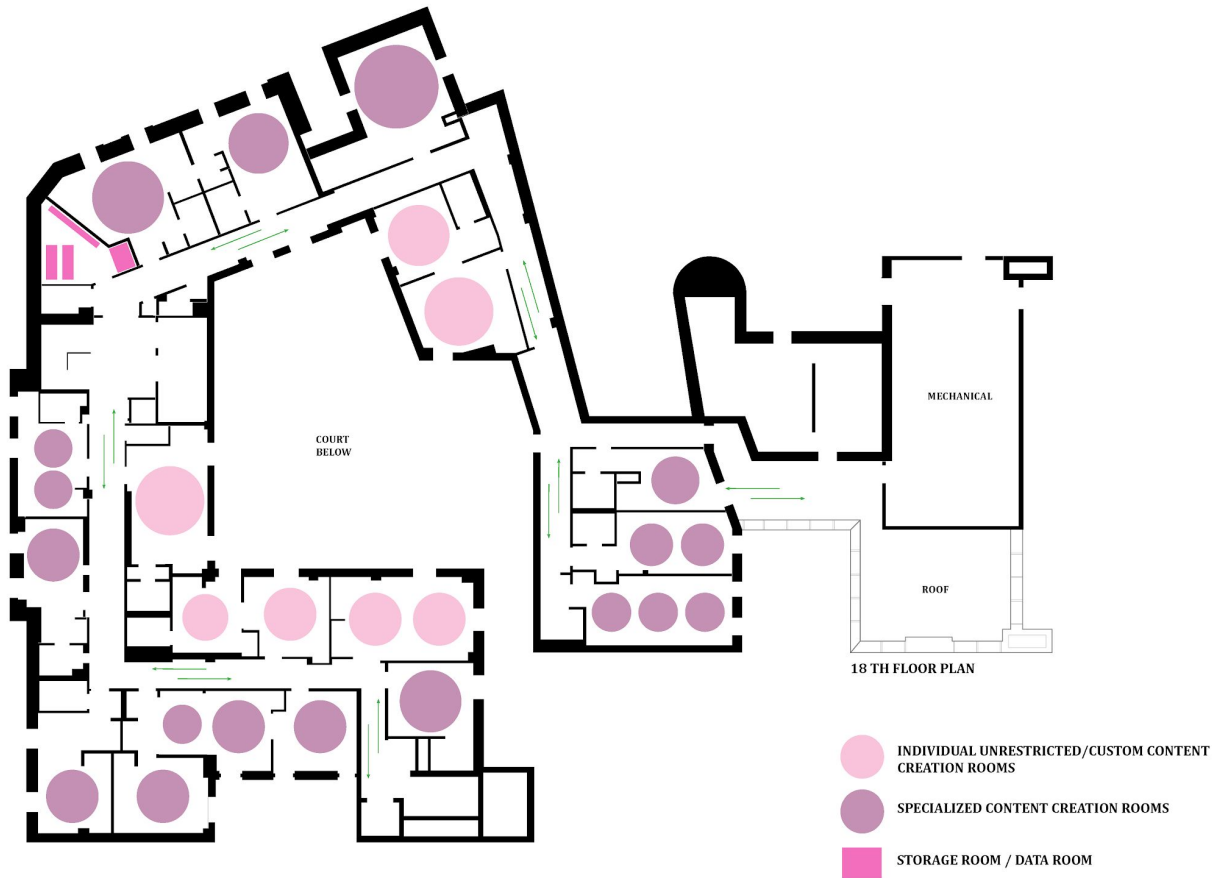 MECHANICAL
COURT
BELOW
ROOF
18 TH FLOOR PLAN
INDIVIDUAL UNRESTRICTED/CUSTOM CONTENT
CREATION ROOMS
SPECIALIZED CONTENT CREATION ROOMS
STORAGE ROOM / DATA ROOM